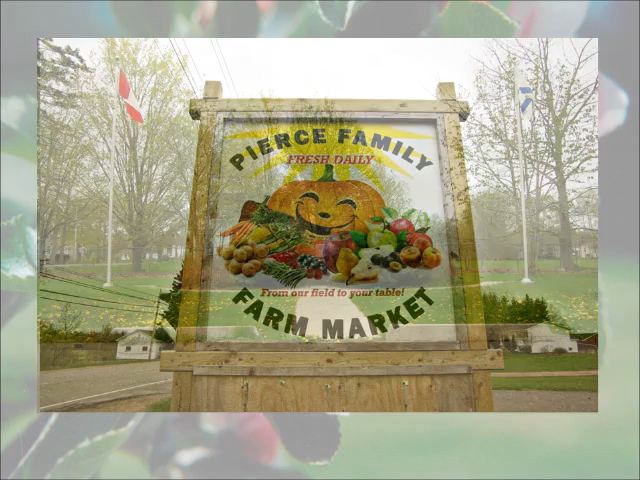 PIERCE FAMILY
FRESH DAILY
From our field to your table!
FARM MARKET